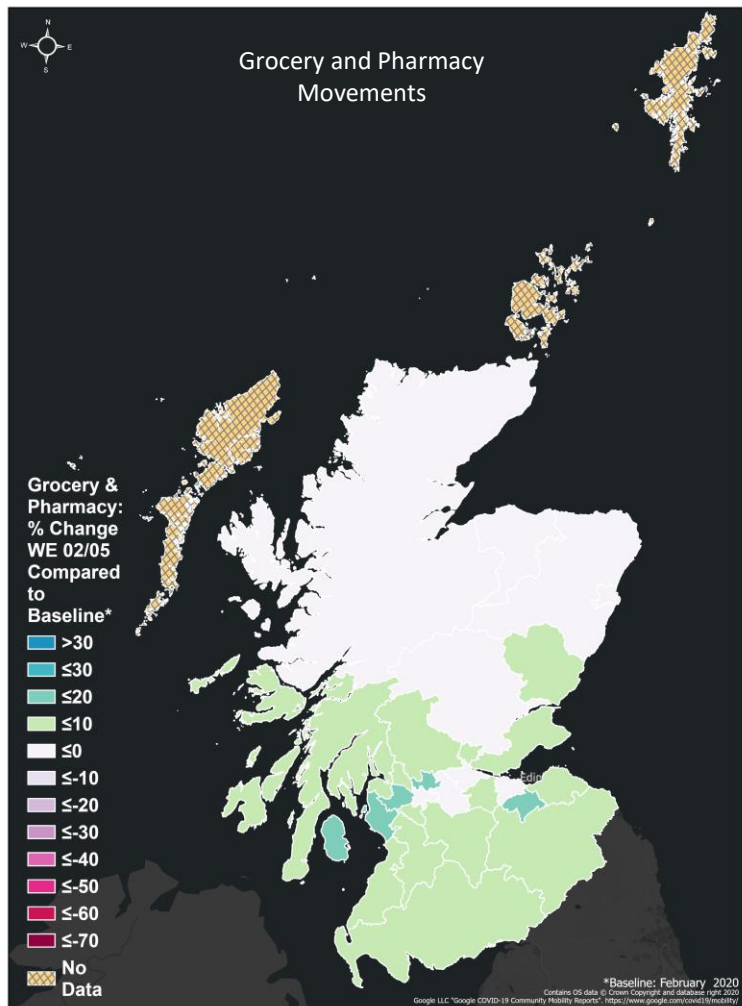 N
W E
S
Grocery and Pharmacy
Movements
Grocery &
Pharmacy:
% Change
WE 02/05
Compared
to
Baseline*
>30
≤30
≤20
≤10
≤0
≤-10
≤-20
≤-30
≤-40
≤-50
≤-60
≤-70
No
Data
Edin
*Baseline: February 2020
Contains OS data © Crown Copyright and database right 2020
Google LLC "Google COVID-19 Community Mobility Reports". https://www.google.com/covid19/mobility/